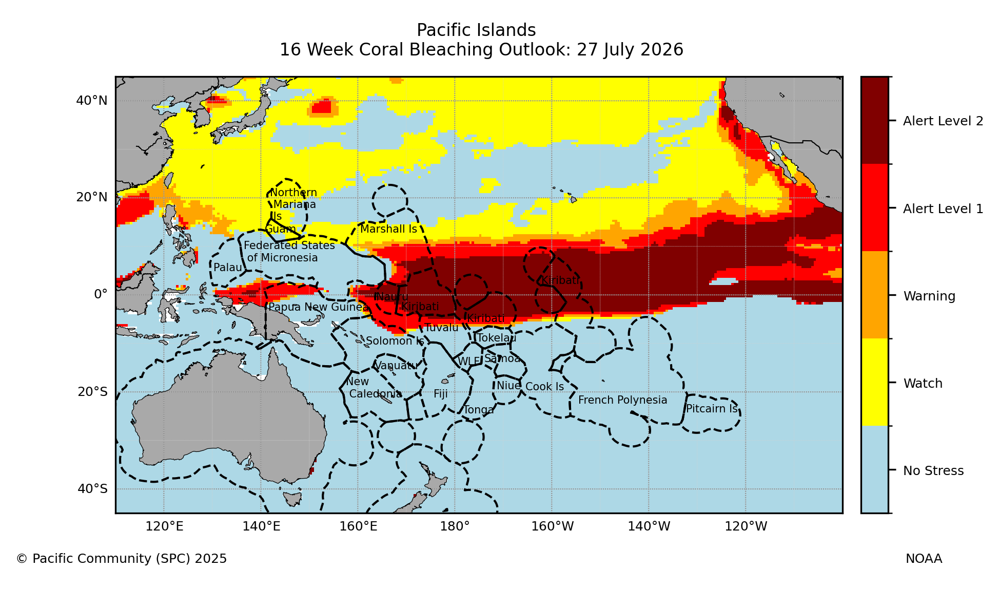 Pacific Islands
16 Week Coral Bleaching Outlook: 27 July 2026
40°N
20°N
0°
20°S
40°S
120°E
140°E
160°E
180°
160°W
140°W
120°W
Northern
Mariana
Is
Guam
Marshall Is
Federated States
of Micronesia
Palau
Kiribati
Nauru
Papua New Guinea
Kiribati
Kiribati
Tuvalu
Solomon Is
Tokelau
WLF
Samoa
Vanuatu
New
Caledonia
Fiji
Niue
Cook Is
Tonga
French Polynesia
Pitcairn Is
Alert Level 2
Alert Level 1
Warning
Watch
No Stress
© Pacific Community (SPC) 2025
NOAA